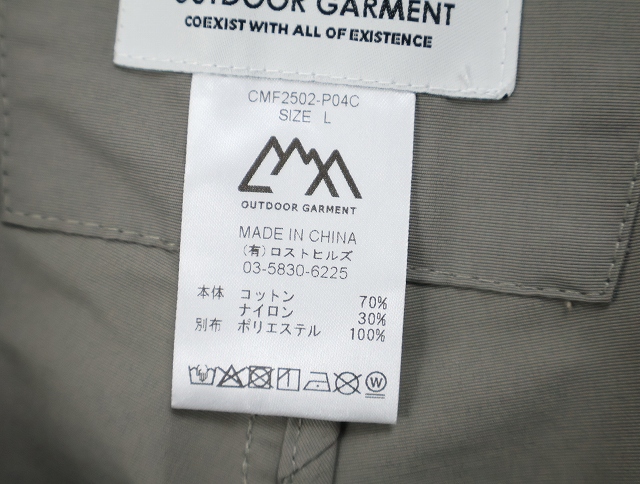 OUTDOOR GARMENT
COEXIST WITH ALL OF EXISTENCE
CMF2502-P04C
SIZE L
OUTDOOR GARMENT
MADE IN CHINA
(有)ロストヒルズ
03-5830-6225
本体 コットン 70%
ナイロン 30%
別布 ポリエステル 100%
W